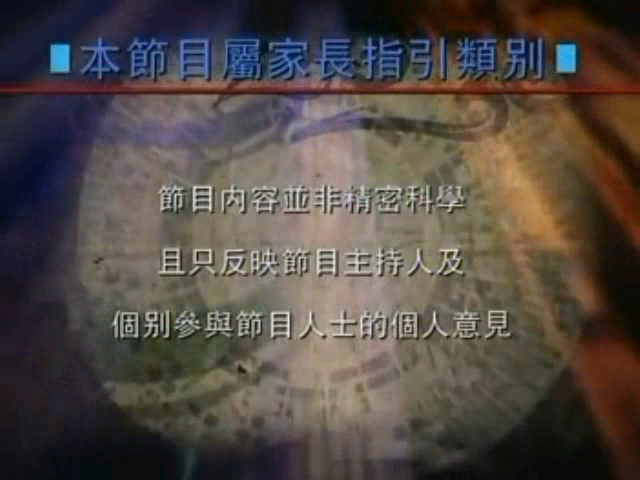 本節目屬家長指引類別
節目内容並非精密科學
且只反映節目主持人及
個別參與節目人士的個人意見